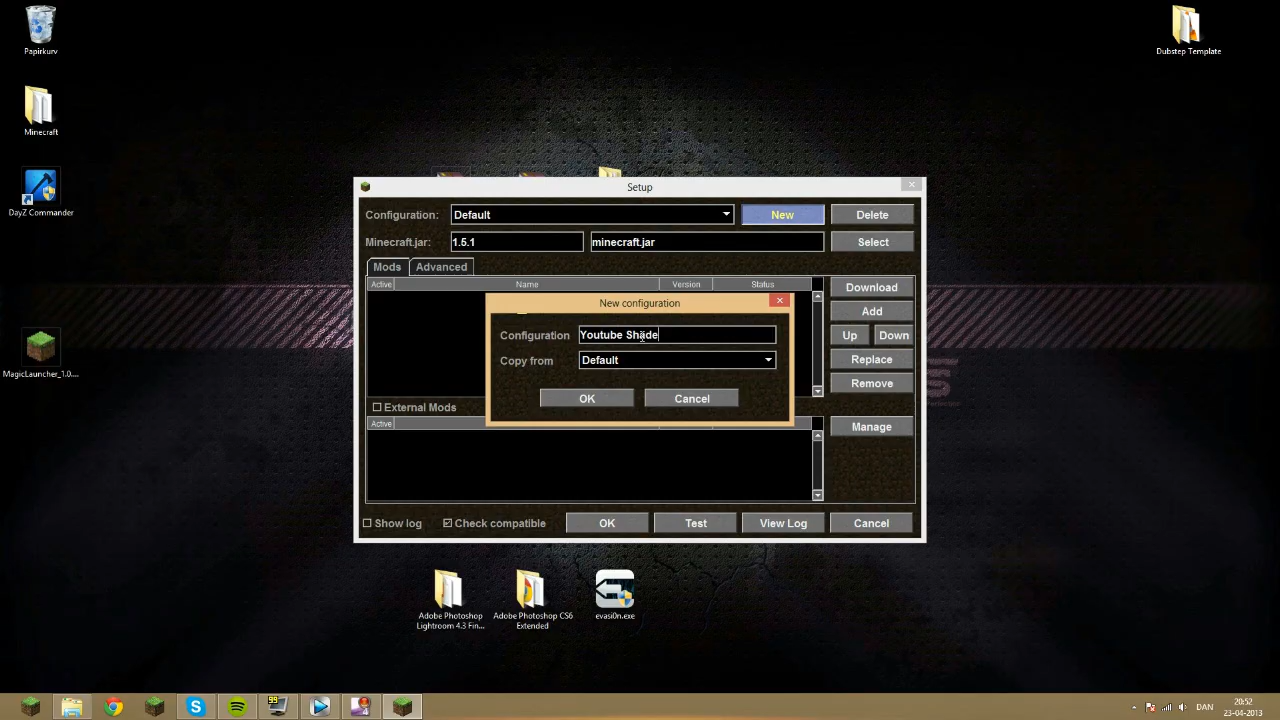 Papirkurv
Dubstep Template
Minecraft
DayZ Commander
MagicLauncher_1.0....
Setup
Configuration:
Default
New
Delete
Minecraft.jar:
1.5.1
minecraft.jar
Select
Mods
Advanced
Active
Name
Version
Status
Download
Add
Up
Down
Replace
Remove
New configuration
Configuration
Youtube Shade
Copy from
Default
OK
Cancel
External Mods
Active
Manage
Show log
Check compatible
OK
Test
View Log
Cancel
Adobe Photoshop
Lightroom 4.3 Fin...
Adobe Photoshop CS6
Extended
evasi0n.exe
99
DAN
20:52
23-04-2013